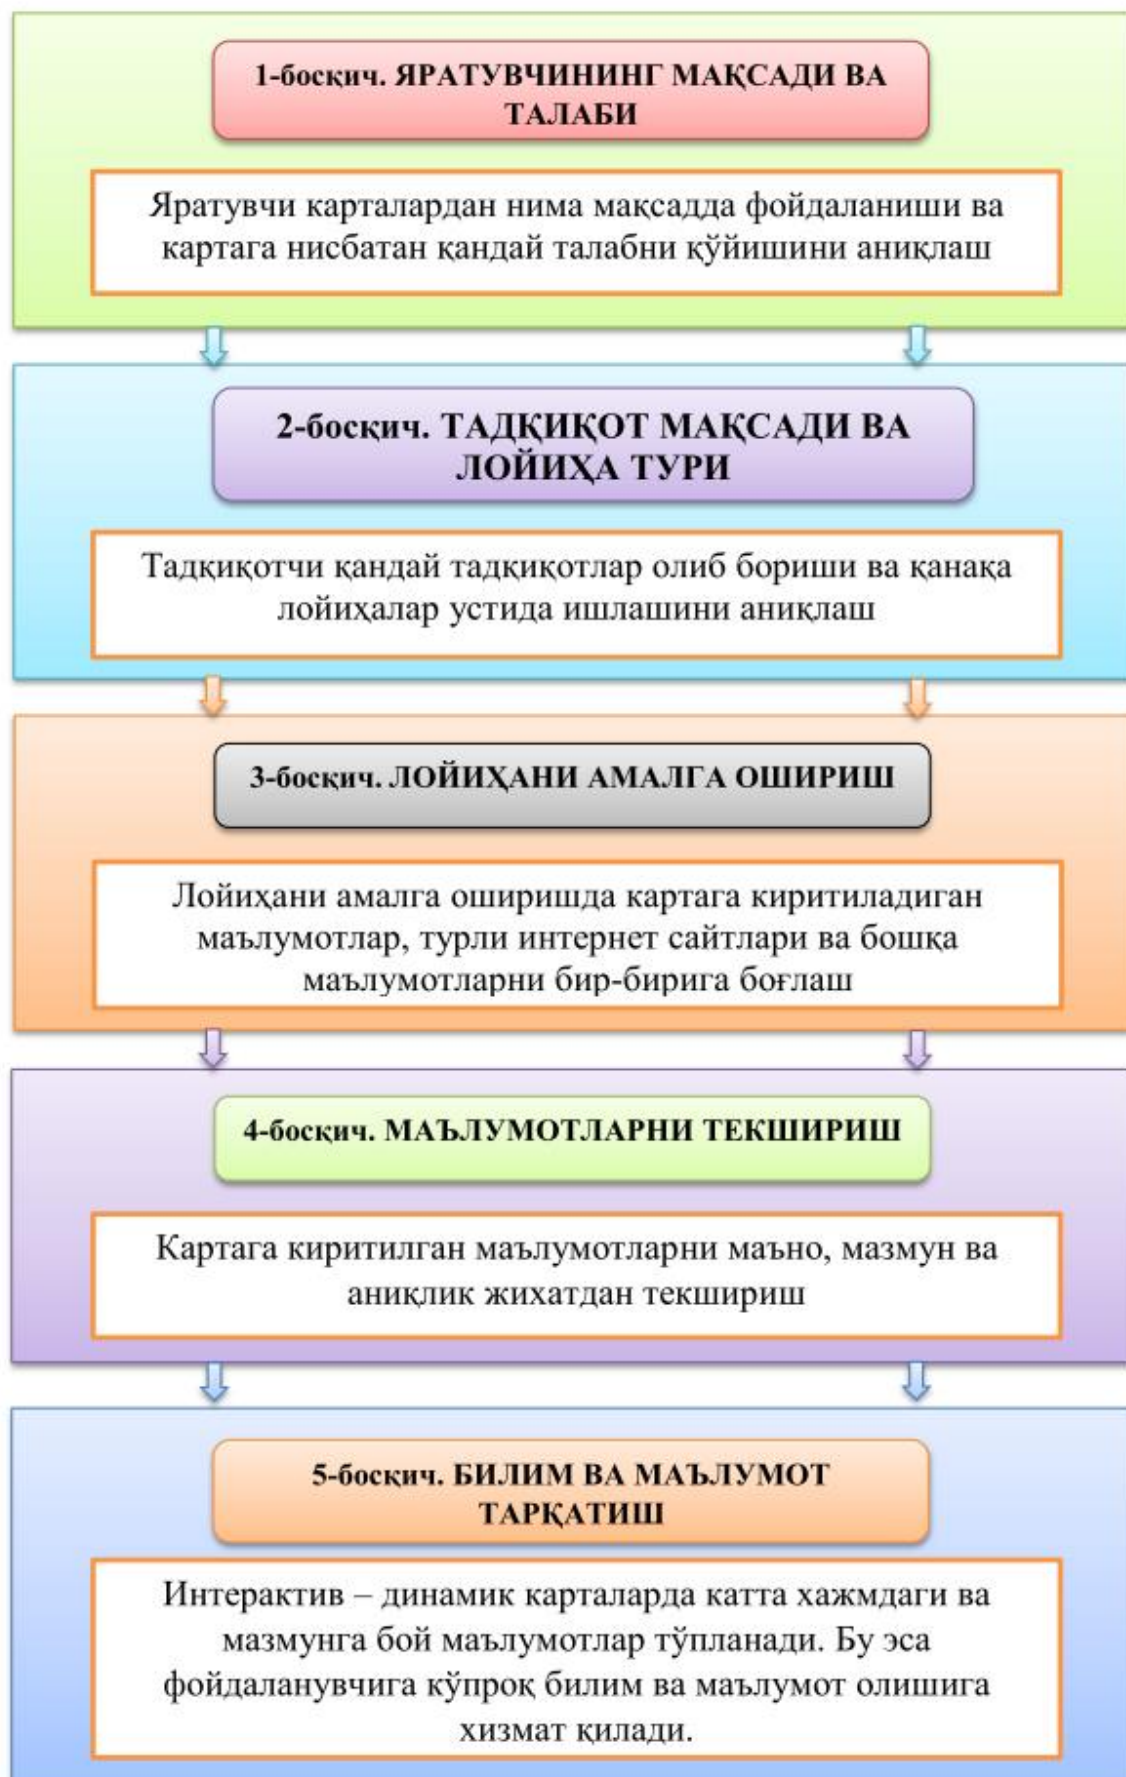 1-босқич. ЯРАТУВЧИНИНГ МАҚСАДИ ВА
ТАЛАБИ
Яратувчи карталардан нима мақсадда фойдаланиши ва
картага нисбатан қандай талабни қўйишини аниқлаш
2-босқич. ТАДҚИҚОТ МАҚСАДИ ВА
ЛОЙИҲА ТУРИ
Тадқиқотчи қандай тадқиқотлар олиб бориши ва қанақа
лойиҳалар устида ишлашини аниқлаш
3-босқич. ЛОЙИҲАНИ АМАЛГА ОШИРИШ
Лойиҳани амалга оширишда картага киритиладиган
маълумотлар, турли интернет сайтлари ва бошқа
маълумотларни бир-бирига боғлаш
4-босқич. МАЪЛУМОТЛАРНИ ТЕКШИРИШ
Картага киритилган маълумотларни маъно, мазмун ва
аниқлик жихатдан текшириш
5-босқич. БИЛИМ ВА МАЪЛУМОТ
ТАРҚАТИШ
Интерактив – динамик карталарда катта хажмдаги ва
мазмунга бой маълумотлар тўпланади. Бу эса
фойдаланувчига кўпроқ билим ва маълумот олишига
хизмат қилади.